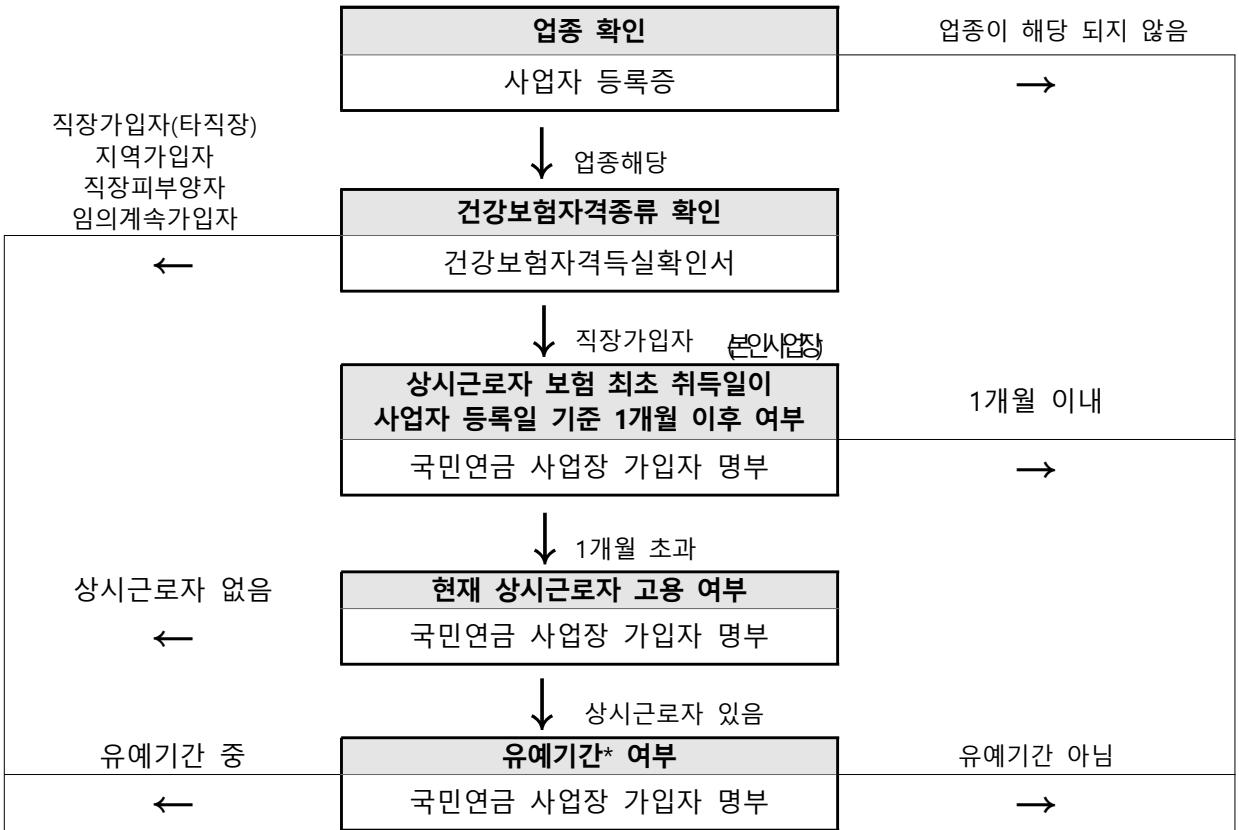 업종 확인
업종이 해당 되지 않음
사업자 등록증
→
직장가입자(타직장)
지역가입자
직장피부양자
임의계속가입자
↓ 업종해당
건강보험자격종류 확인
←
건강보험자격득실확인서
↓ 직장가입자 (본인사업장)
상시근로자 보험 최초 취득일이
사업자 등록일 기준 1개월 이후 여부
1개월 이내
국민연금 사업장 가입자 명부
→
↓ 1개월 초과
상시근로자 없음
현재 상시근로자 고용 여부
←
국민연금 사업장 가입자 명부
↓ 상시근로자 있음
유예기간 중
유예기간* 여부
유예기간 아님
←
국민연금 사업장 가입자 명부
→